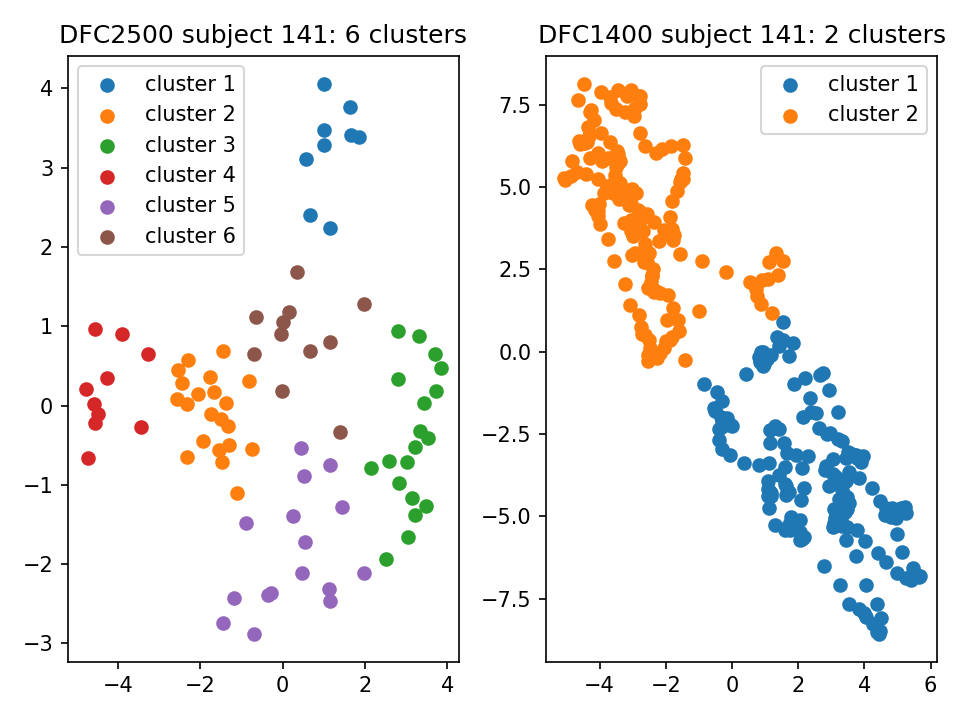 DFC2500 subject 141: 6 clusters
cluster 1
cluster 2
cluster 3
cluster 4
cluster 5
cluster 6
4
3
2
1
0
−1
−2
−3
−4
−2
0
2
4
DFC1400 subject 141: 2 clusters
cluster 1
cluster 2
7.5
5.0
2.5
0.0
−2.5
−5.0
−7.5
−4
−2
0
2
4
6